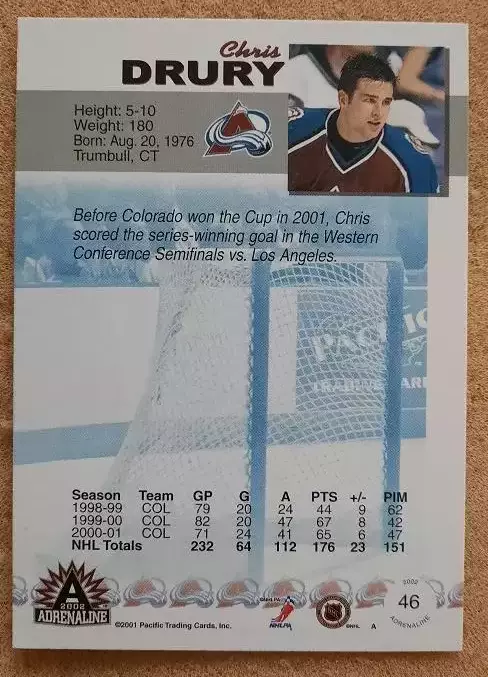 Chris
DRURY
Height: 5-10
Weight: 180
Born: Aug. 20, 1976
Trumbull, CT
Before Colorado won the Cup in 2001, Chris
scored the series-winning goal in the Western
Conference Semifinals vs. Los Angeles.
Season Team GP G A PTS +/- PIM
1998-99 COL 79 20 24 44 9 62
1999-00 COL 82 20 47 67 8 42
2000-01 COL 71 24 41 65 6 47
NHL Totals 232 64 112 176 23 151
A
2002
ADRENALINE
©2001 Pacific Trading Cards, Inc.
NHLPA
©NHL A
2002
46
ADRENALINE